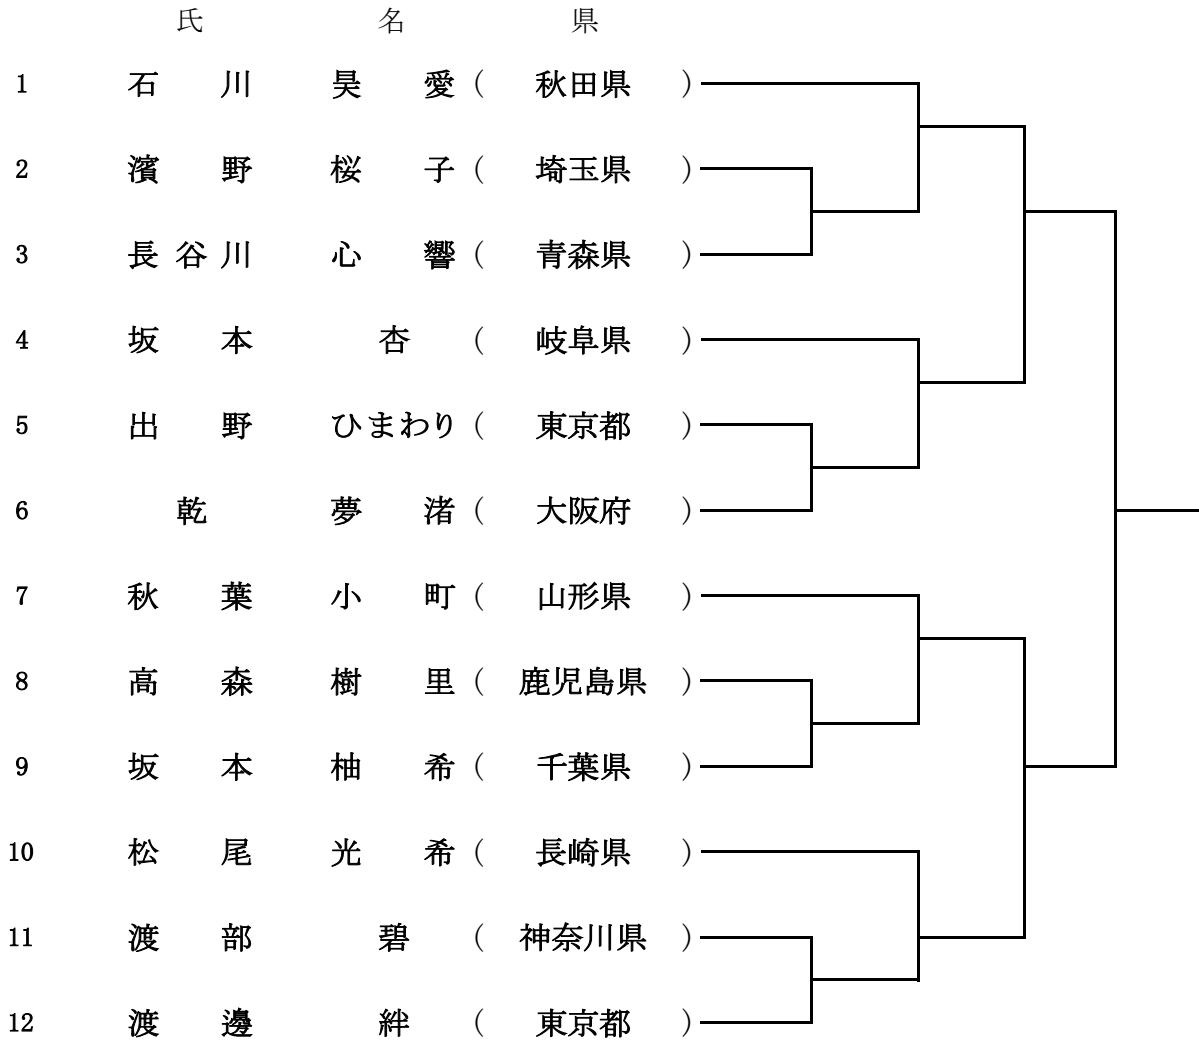 氏 名 県
1 石川 昊愛 ( 秋田県 )
2 濱野 桜子 ( 埼玉県 )
3 長谷川 心響 ( 青森県 )
4 坂本 杏 ( 岐阜県 )
5 出野 ひまわり ( 東京都 )
6 乾 夢渚 ( 大阪府 )
7 秋葉 小町 ( 山形県 )
8 高森 樹里 ( 鹿児島県 )
9 坂本 柚希 ( 千葉県 )
10 松尾 光希 ( 長崎県 )
11 渡部 碧 ( 神奈川県 )
12 渡邊 絆 ( 東京都 )